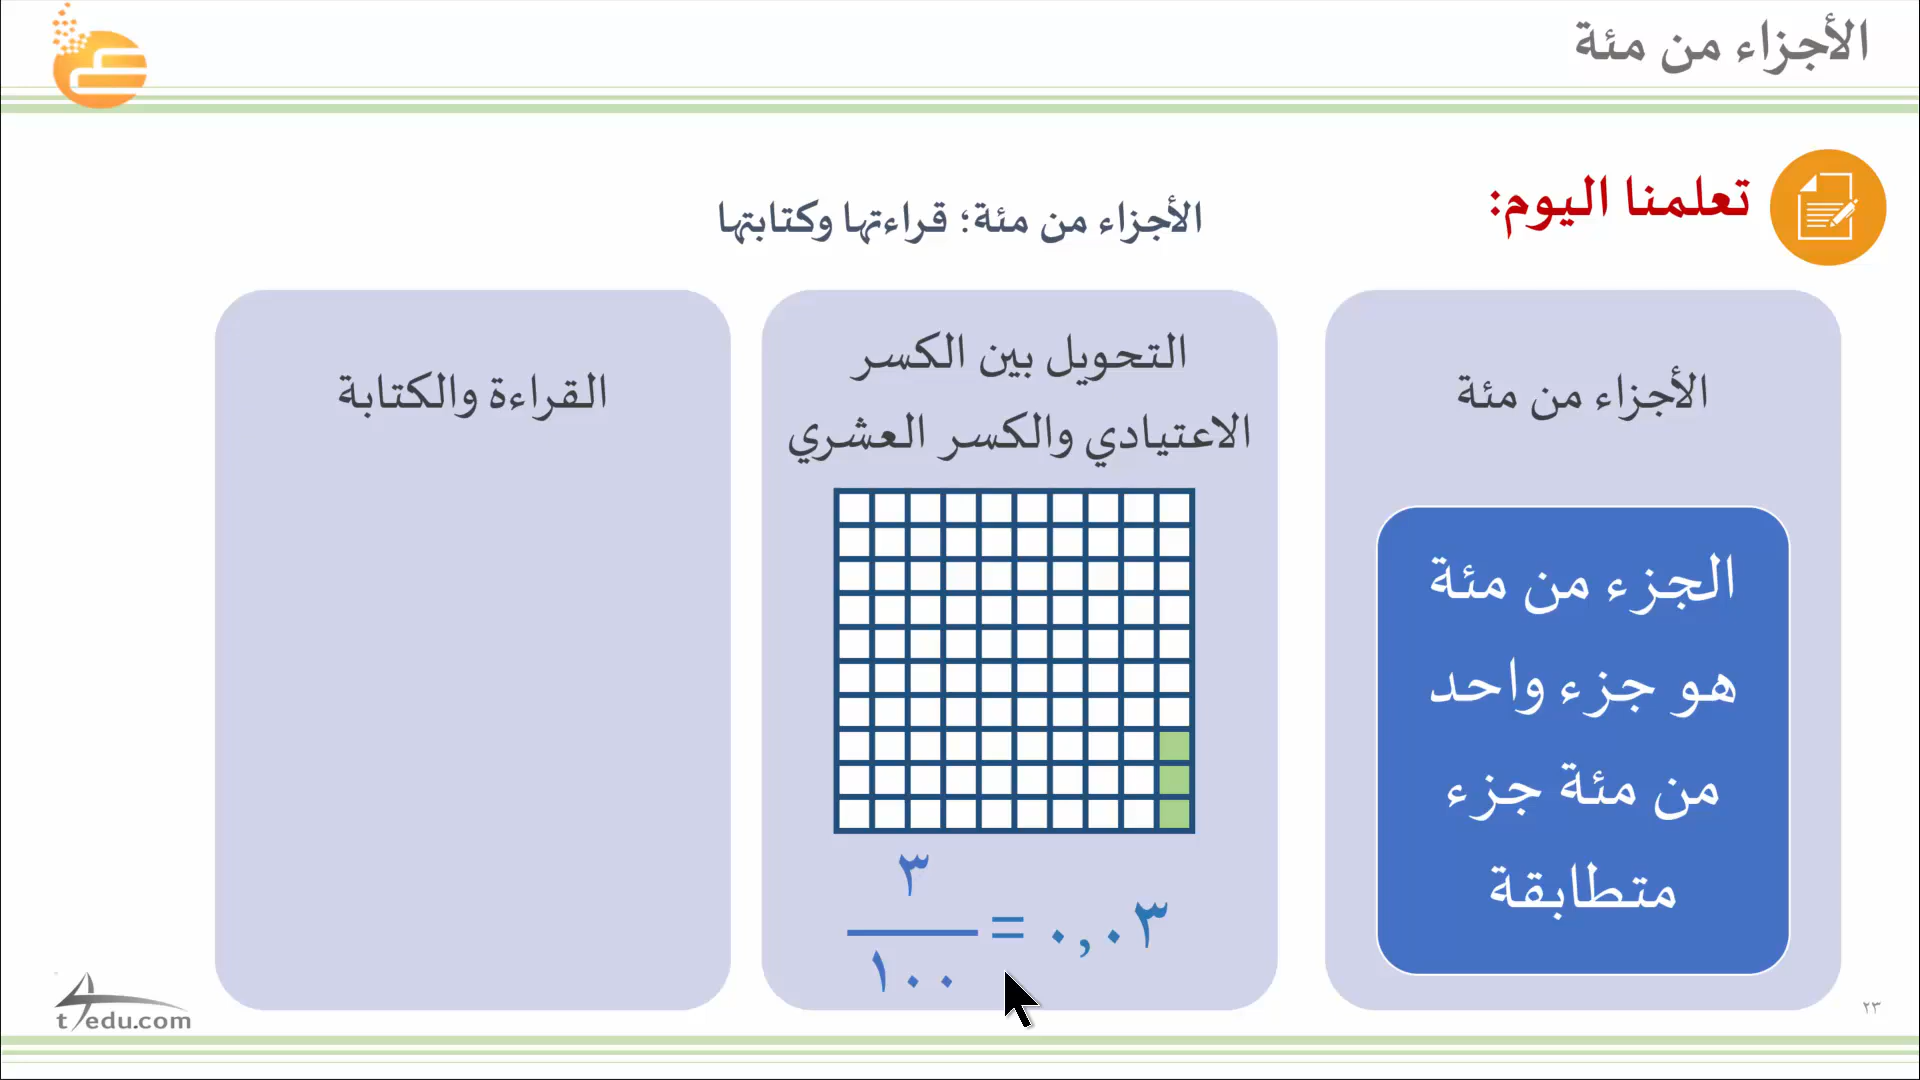 الأجزاء من مئة
تعلمنا اليوم:
الأجزاء من مئة؛ قراءتها وكتابتها
الأجزاء من مئة
الجزء من مئة
هو جزء واحد
من مئة جزء
متطابقة
التحويل بين الكسر
الاعتيادي والكسر العشري
٣
١٠٠
= ٠,٠٣
القراءة والكتابة
t4edu.com
٢٣